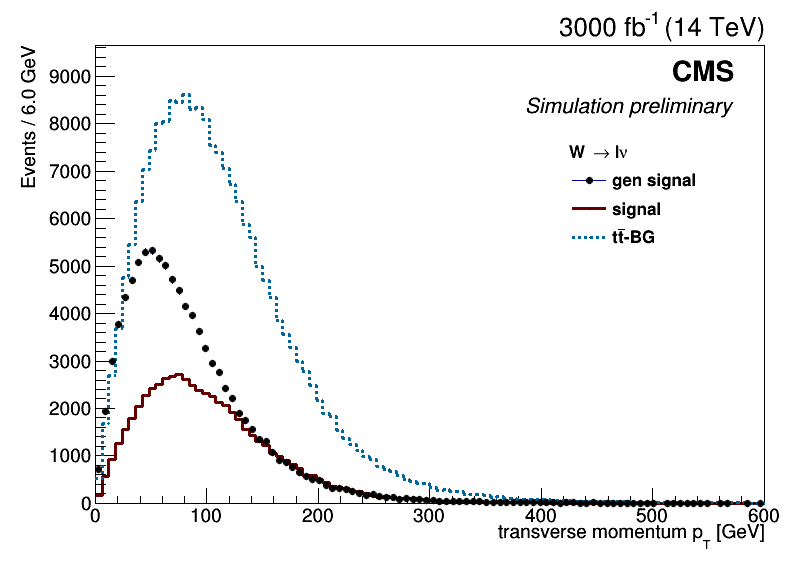 3000 fb⁻¹ (14 TeV)
Events / 6.0 GeV
CMS
Simulation preliminary
W → lν
gen signal
signal
tt̄-BG
9000
8000
7000
6000
5000
4000
3000
2000
1000
0
0 100 200 300 400 500 600
transverse momentum p_T [GeV]